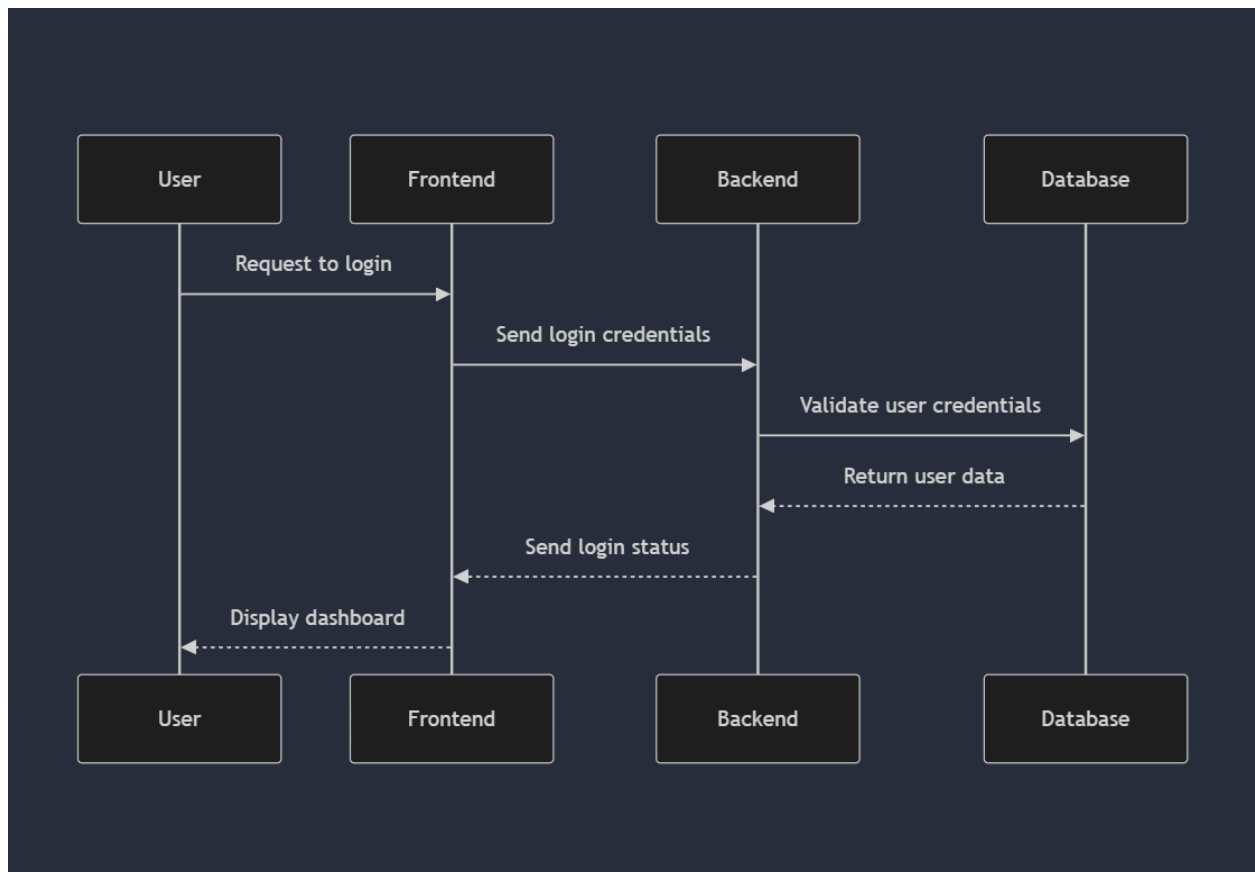 User
Frontend
Backend
Database
Request to login
Send login credentials
Validate user credentials
Return user data
Send login status
Display dashboard
User
Frontend
Backend
Database